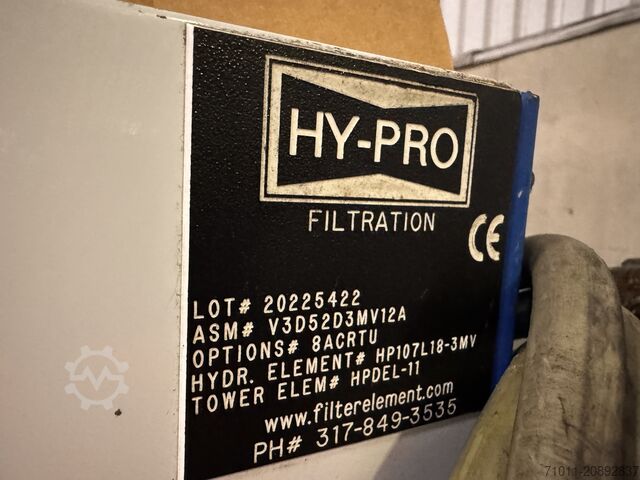 HY-PRO
FILTRATION
CE
LOT# 20225422
ASM# V3D52D3MV12A
OPTIONS# 8ACRTU
HYDR. ELEMENT# HP107L18-3MV
TOWER ELEM# HPDEL-11
www.filterelement.com
PH# 317-849-3535
71011-20892837